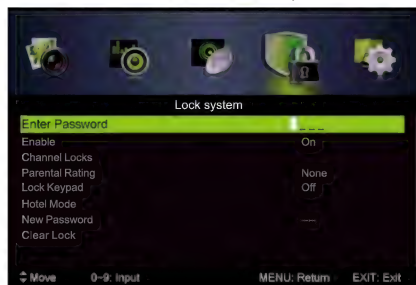 Lock system
Enter Password _ _ _
Enable On
Channel Locks
Parental Rating None
Lock Keypad Off
Hotel Mode
New Password ----
Clear Lock
Move 0~9: Input MENU: Return EXIT: Exit